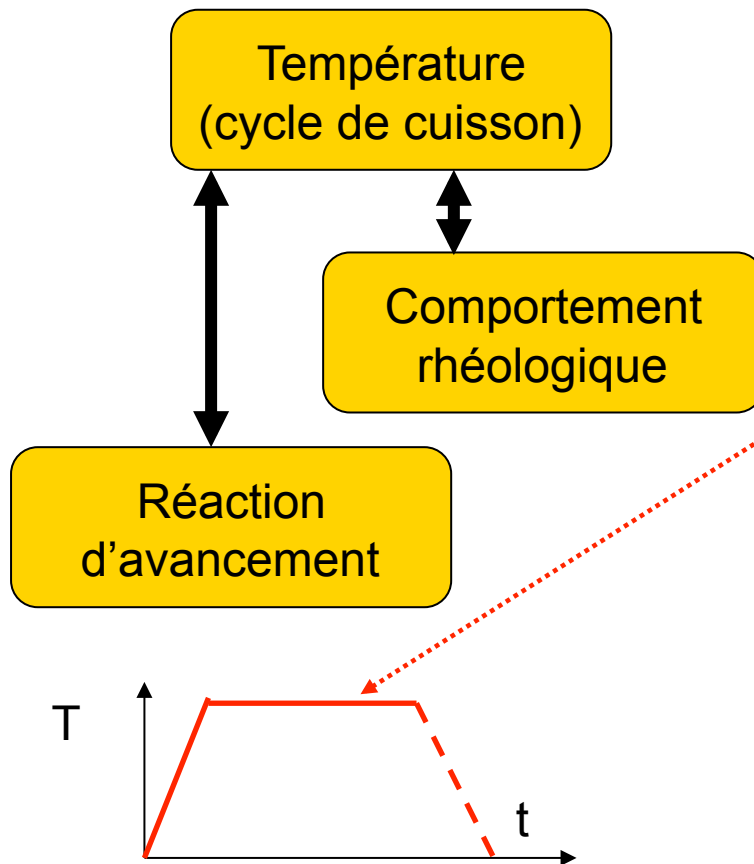 Température
(cycle de cuisson)
Comportement
rhéologique
Réaction
d’avancement
T
t